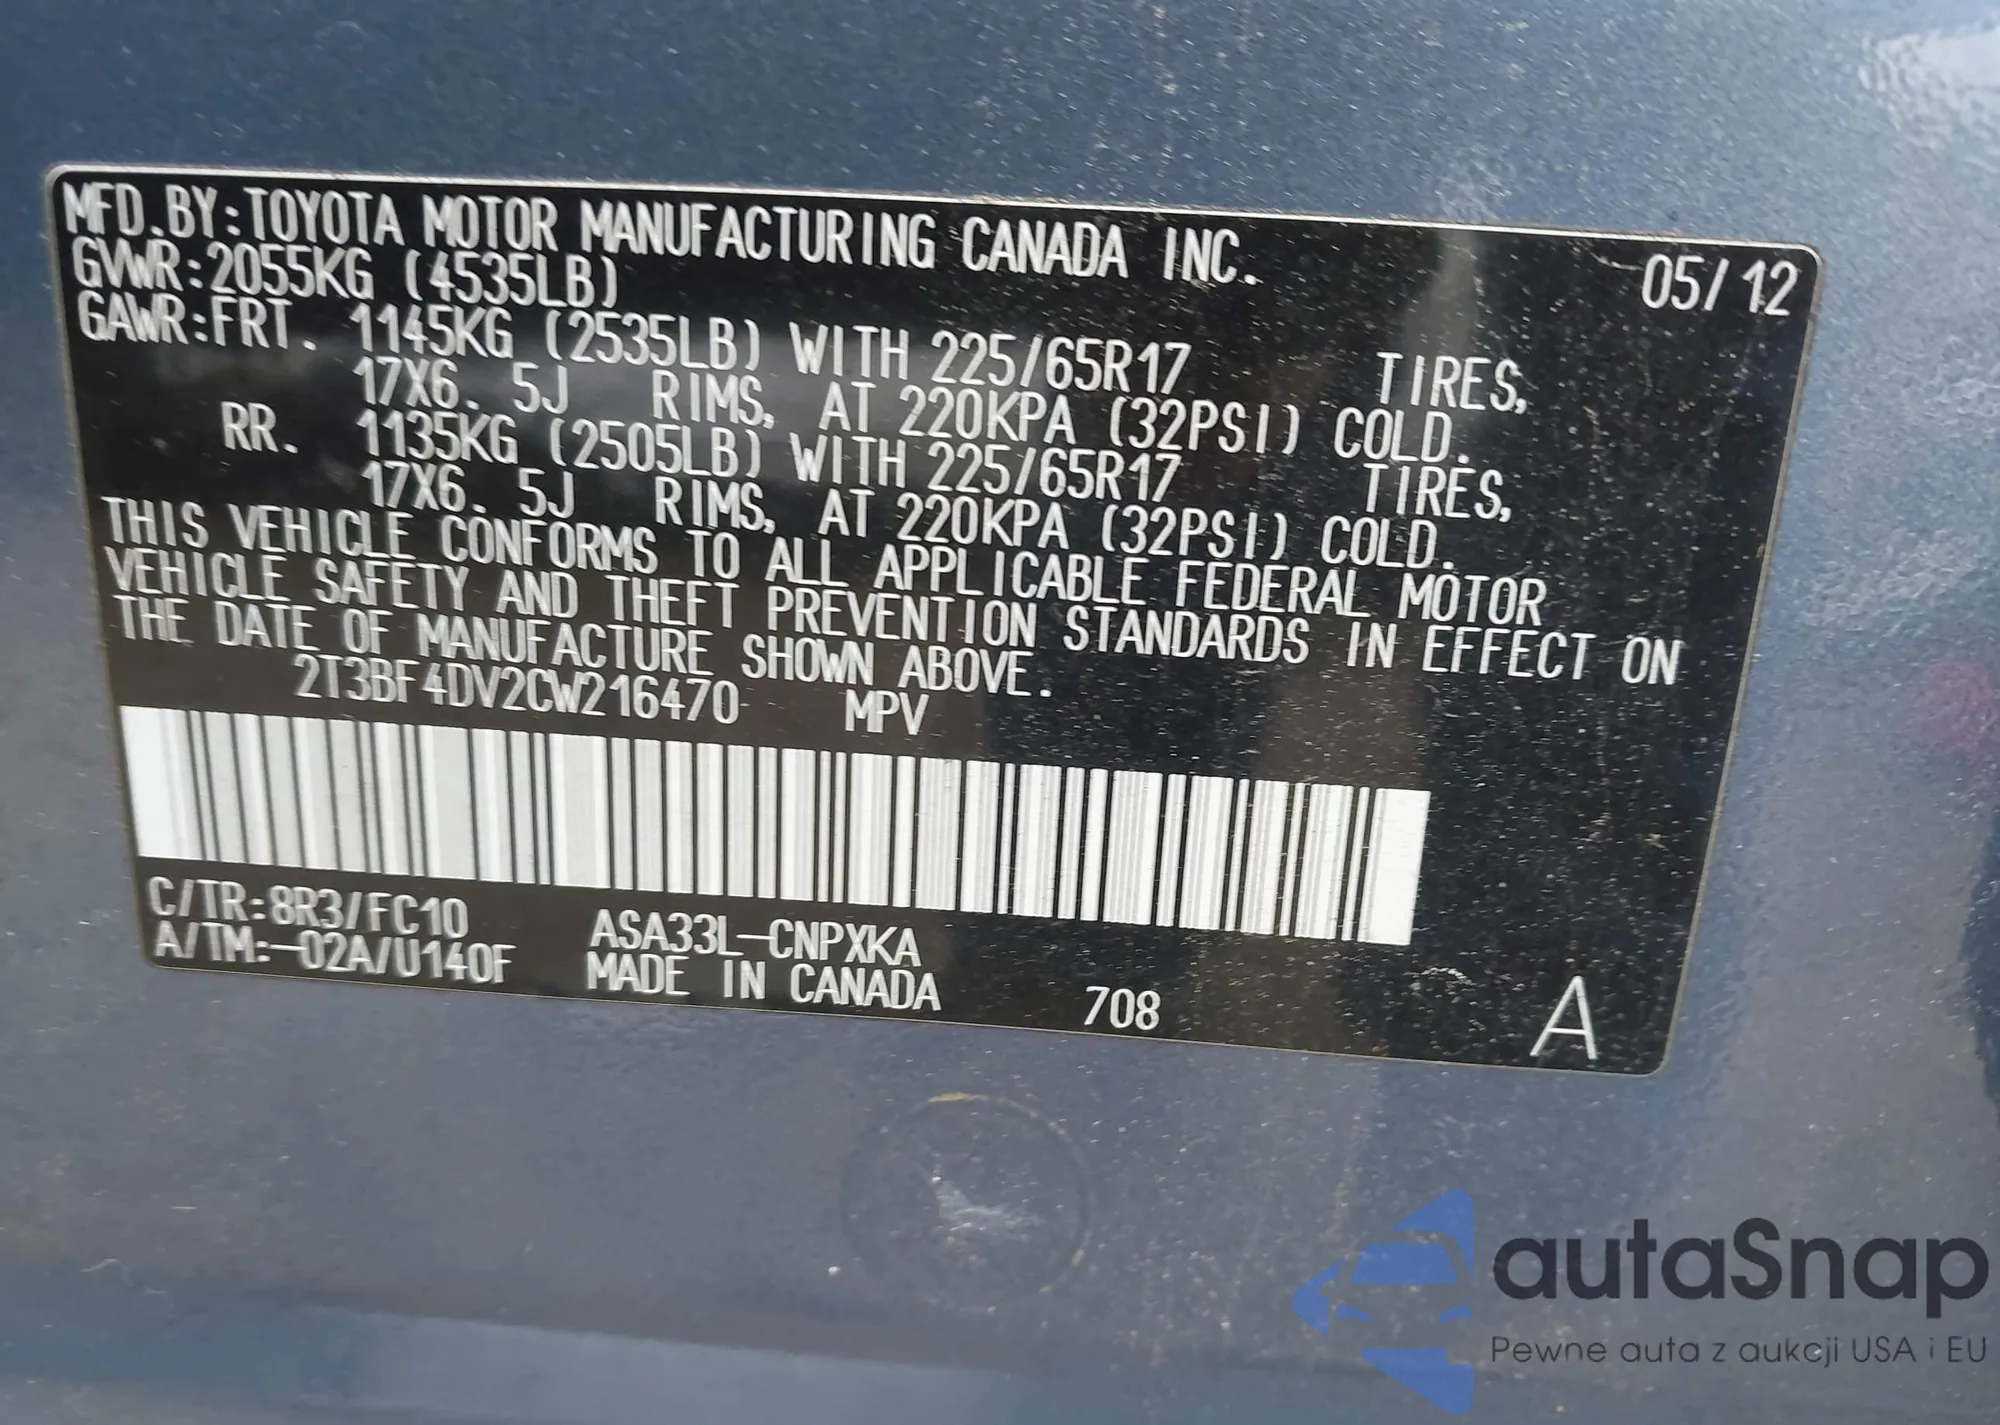 MFD.BY:TOYOTA MOTOR MANUFACTURING CANADA INC. 05/12
GVWR:2055KG (4535LB)
GAWR:FRT. 1145KG (2535LB) WITH 225/65R17 TIRES,
17X6.5J RIMS, AT 220KPA (32PSI) COLD.
RR. 1135KG (2505LB) WITH 225/65R17 TIRES,
17X6.5J RIMS, AT 220KPA (32PSI) COLD.
THIS VEHICLE CONFORMS TO ALL APPLICABLE FEDERAL MOTOR
VEHICLE SAFETY AND THEFT PREVENTION STANDARDS IN EFFECT ON
THE DATE OF MANUFACTURE SHOWN ABOVE.
2T3BF4DV2CW216470 MPV
C/TR:8R3/FC10 ASA33L-CNPXKA
A/TM:-02A/U140F MADE IN CANADA 708 A
autaSnap
Pewne auta z aukcji USA i EU